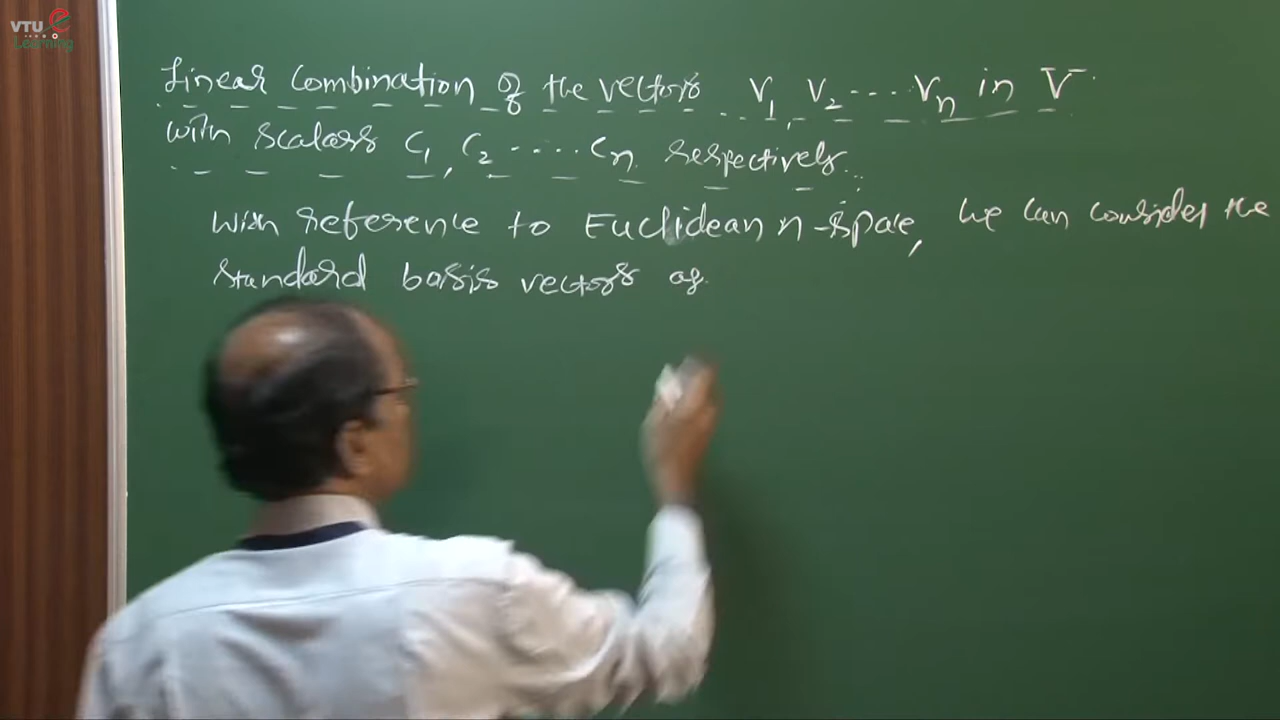 VTU e
Learning
Linear Combination of the vectors V₁, V₂ .... Vₙ in V
with scalars C₁, C₂ ..... Cₙ respectively.
With reference to Euclidean n-space, we can consider the
standard basis vectors as